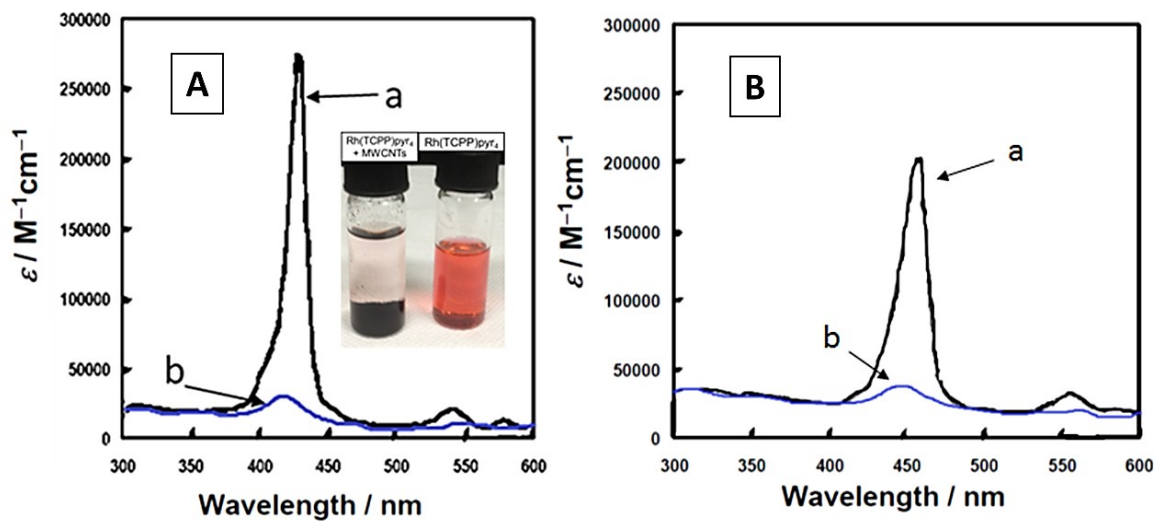 A
ε / M⁻¹cm⁻¹
300000
250000
200000
150000
100000
50000
0
a
b
Rh(TCPP)pyr₄ + MWCNTs
Rh(TCPP)pyr₄
300 350 400 450 500 550 600
Wavelength / nm
B
ε / M⁻¹cm⁻¹
300000
250000
200000
150000
100000
50000
0
a
b
300 350 400 450 500 550 600
Wavelength / nm